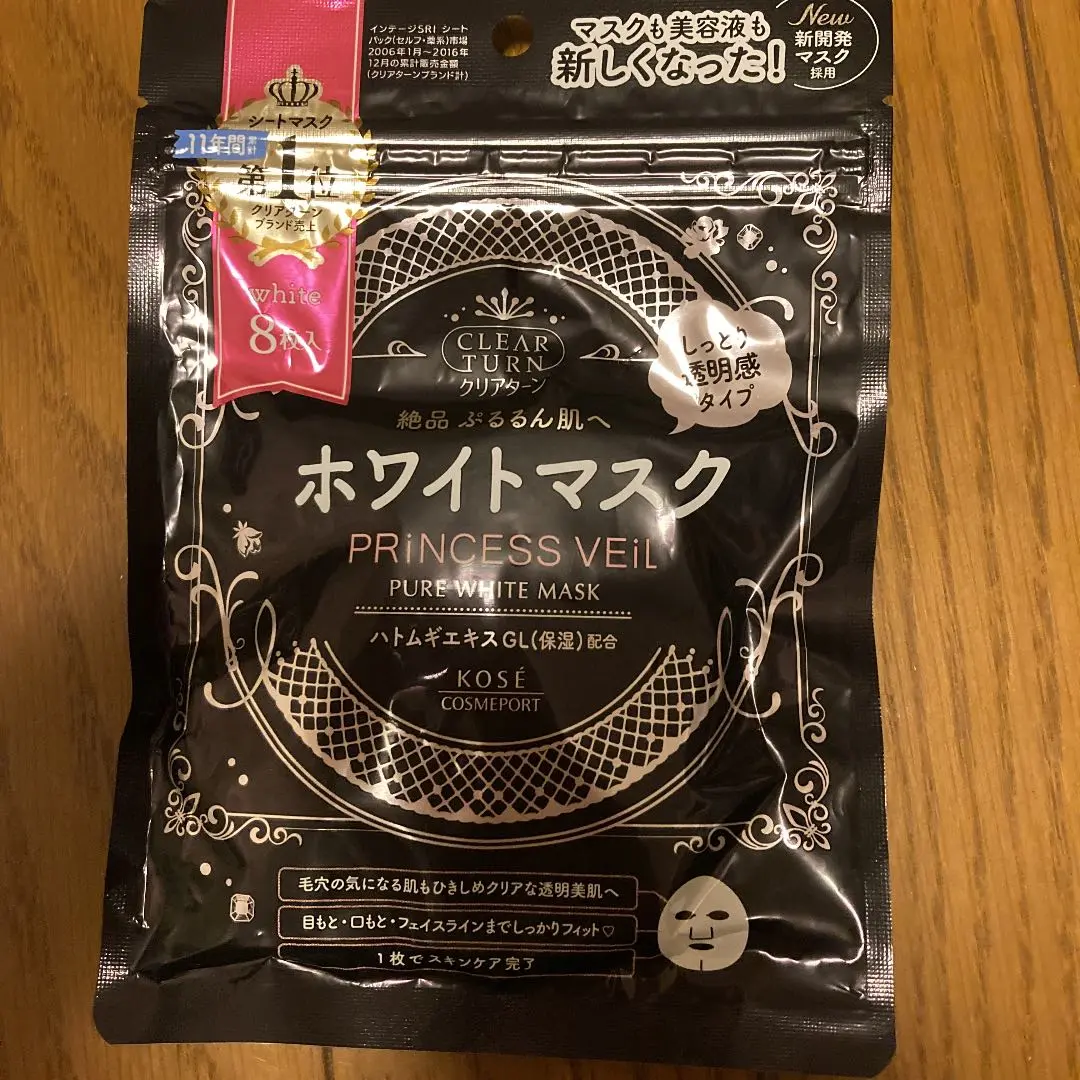 インテージSRI シート
パック(セルフ・薬系)市場
2006年1月〜2016年
12月の累計販売金額
(クリアターンブランド計)
マスクも美容液も
新しくなった!
New
新開発
マスク
採用
シートマスク
11年間累計
第1位
クリアターン
ブランド売上
white
8枚入
CLEAR
TURN
クリアターン
しっとり
透明感
タイプ
絶品 ぷるるん肌へ
ホワイトマスク
PRiNCESS VEiL
PURE WHITE MASK
ハトムギエキスGL(保湿)配合
KOSÉ
COSMEPORT
毛穴の気になる肌もひきしめクリアな透明美肌へ
目もと・口もと・フェイスラインまでしっかりフィット♡
1枚でスキンケア完了